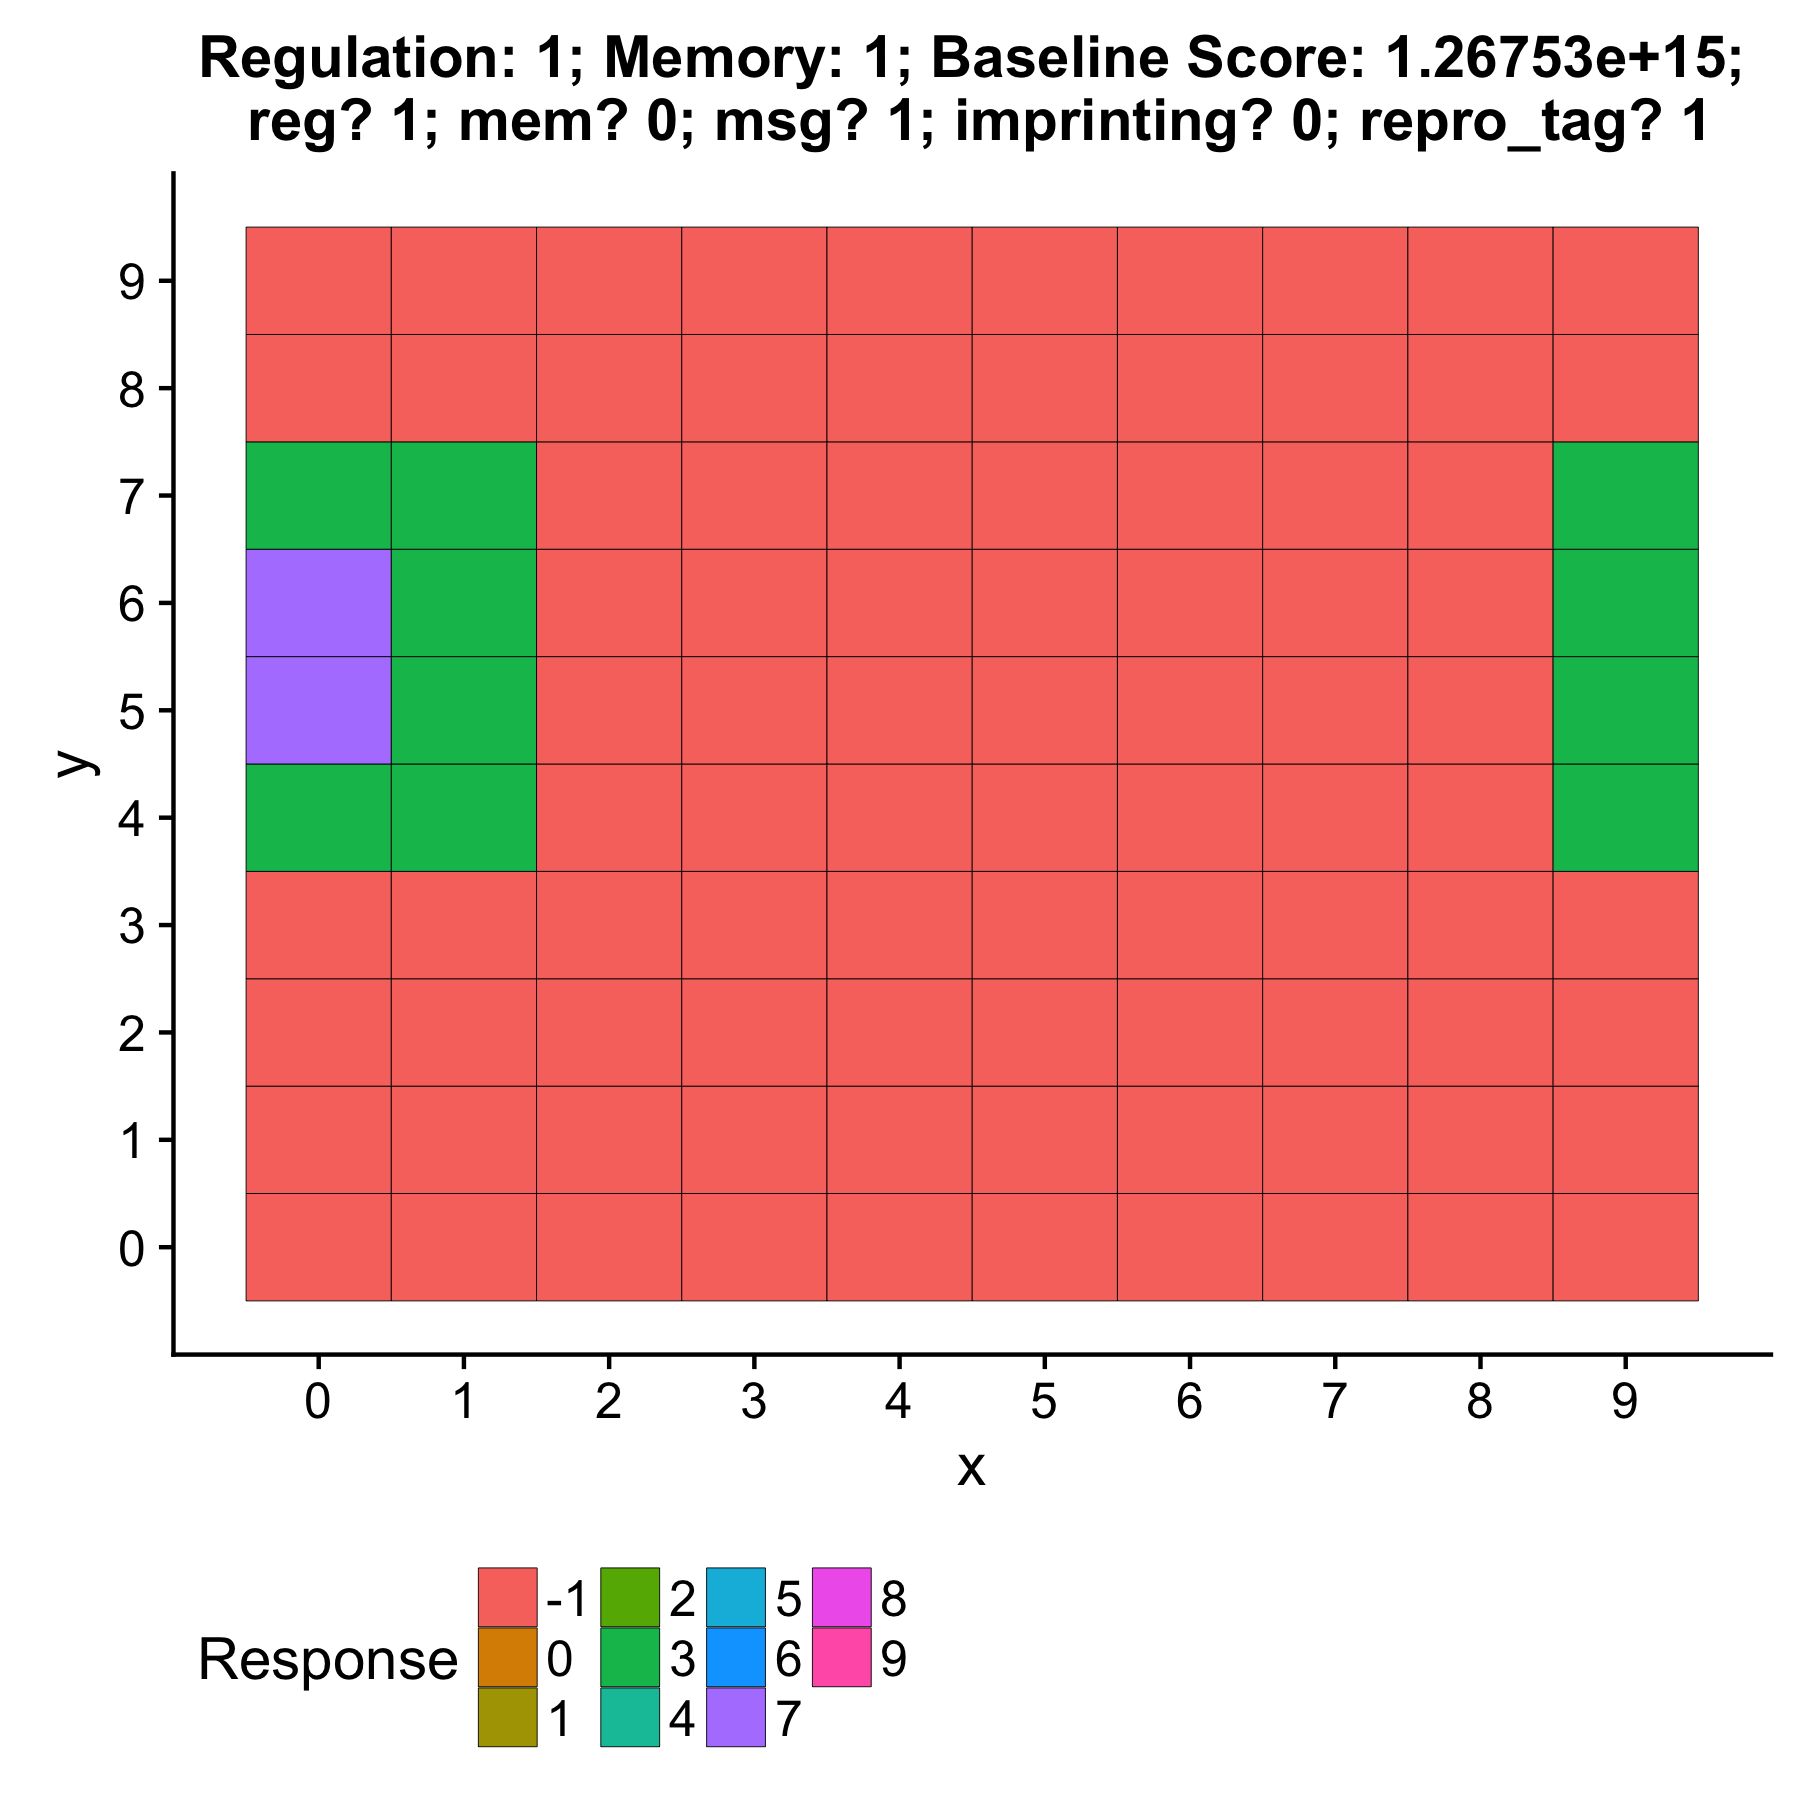 Regulation: 1; Memory: 1; Baseline Score: 1.26753e+15;
reg? 1; mem? 0; msg? 1; imprinting? 0; repro_tag? 1
9
8
7
6
5
4
3
2
1
0
y
0 1 2 3 4 5 6 7 8 9
x
Response
-1 2 5 8
0 3 6 9
1 4 7